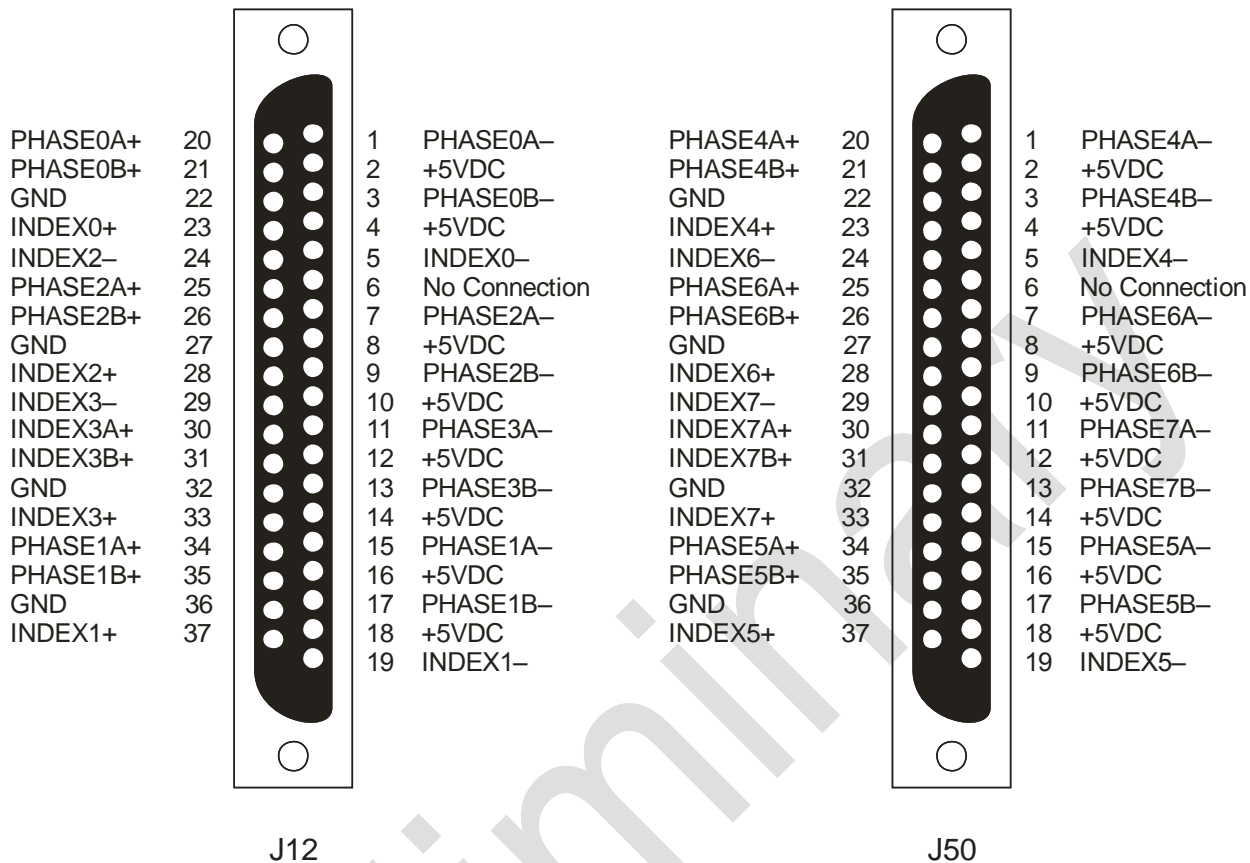 PHASE0A+ 20 1 PHASE0A– PHASE4A+ 20 1 PHASE4A–
PHASE0B+ 21 2 +5VDC PHASE4B+ 21 2 +5VDC
GND 22 3 PHASE0B– GND 22 3 PHASE4B–
INDEX0+ 23 4 +5VDC INDEX4+ 23 4 +5VDC
INDEX2– 24 5 INDEX0– INDEX6– 24 5 INDEX4–
PHASE2A+ 25 6 No Connection PHASE6A+ 25 6 No Connection
PHASE2B+ 26 7 PHASE2A– PHASE6B+ 26 7 PHASE6A–
GND 27 8 +5VDC GND 27 8 +5VDC
INDEX2+ 28 9 PHASE2B– INDEX6+ 28 9 PHASE6B–
INDEX3– 29 10 +5VDC INDEX7– 29 10 +5VDC
INDEX3A+ 30 11 PHASE3A– INDEX7A+ 30 11 PHASE7A–
INDEX3B+ 31 12 +5VDC INDEX7B+ 31 12 +5VDC
GND 32 13 PHASE3B– GND 32 13 PHASE7B–
INDEX3+ 33 14 +5VDC INDEX7+ 33 14 +5VDC
PHASE1A+ 34 15 PHASE1A– PHASE5A+ 34 15 PHASE5A–
PHASE1B+ 35 16 +5VDC PHASE5B+ 35 16 +5VDC
GND 36 17 PHASE1B– GND 36 17 PHASE5B–
INDEX1+ 37 18 +5VDC INDEX5+ 37 18 +5VDC
19 INDEX1– 19 INDEX5–
J12 J50